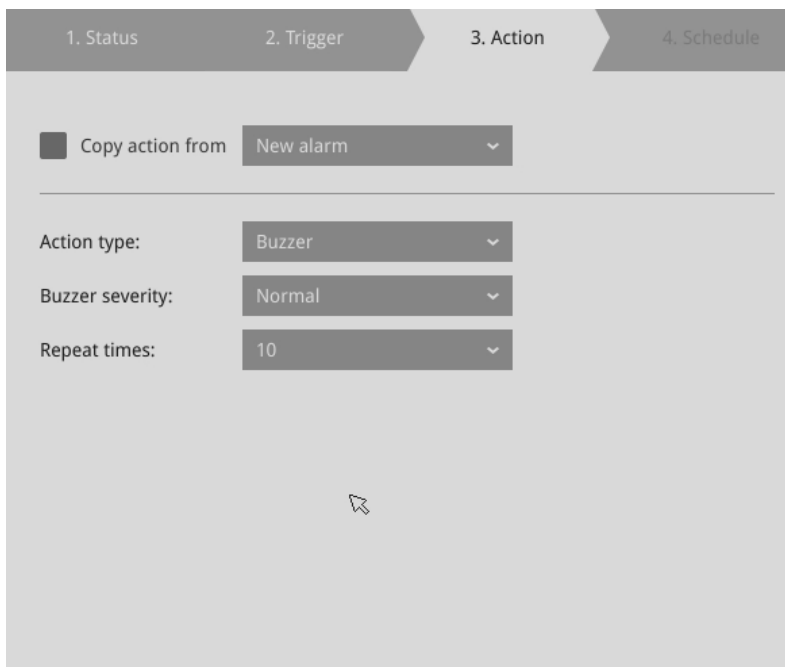 1. Status 2. Trigger 3. Action 4. Schedule
Copy action from New alarm
Action type: Buzzer
Buzzer severity: Normal
Repeat times: 10